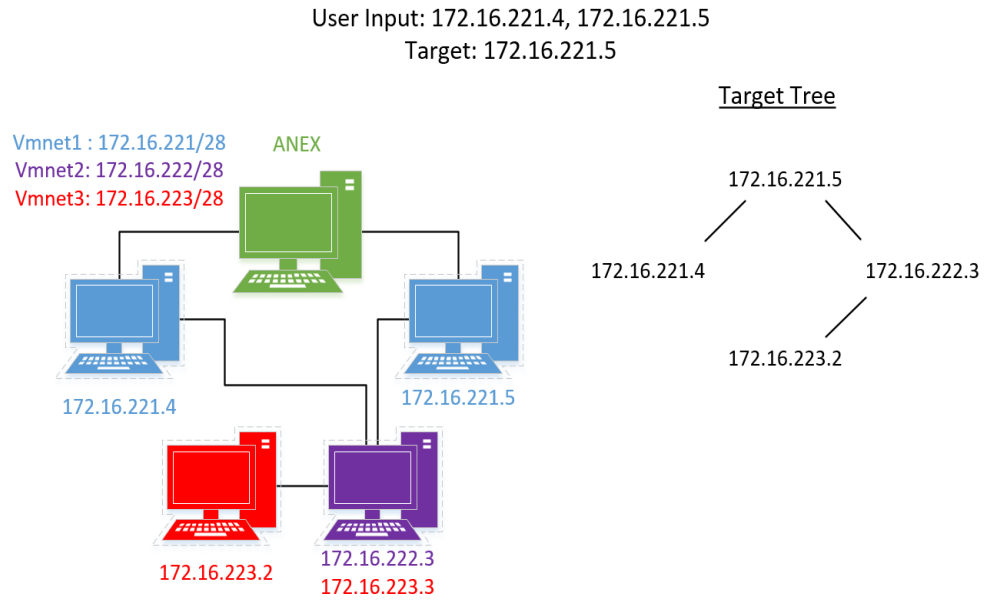 User Input: 172.16.221.4, 172.16.221.5
Target: 172.16.221.5
Target Tree
Vmnet1 : 172.16.221/28
Vmnet2: 172.16.222/28
Vmnet3: 172.16.223/28
ANEX
172.16.221.5
172.16.221.4
172.16.222.3
172.16.223.2
172.16.221.4
172.16.221.5
172.16.223.2
172.16.222.3
172.16.223.3